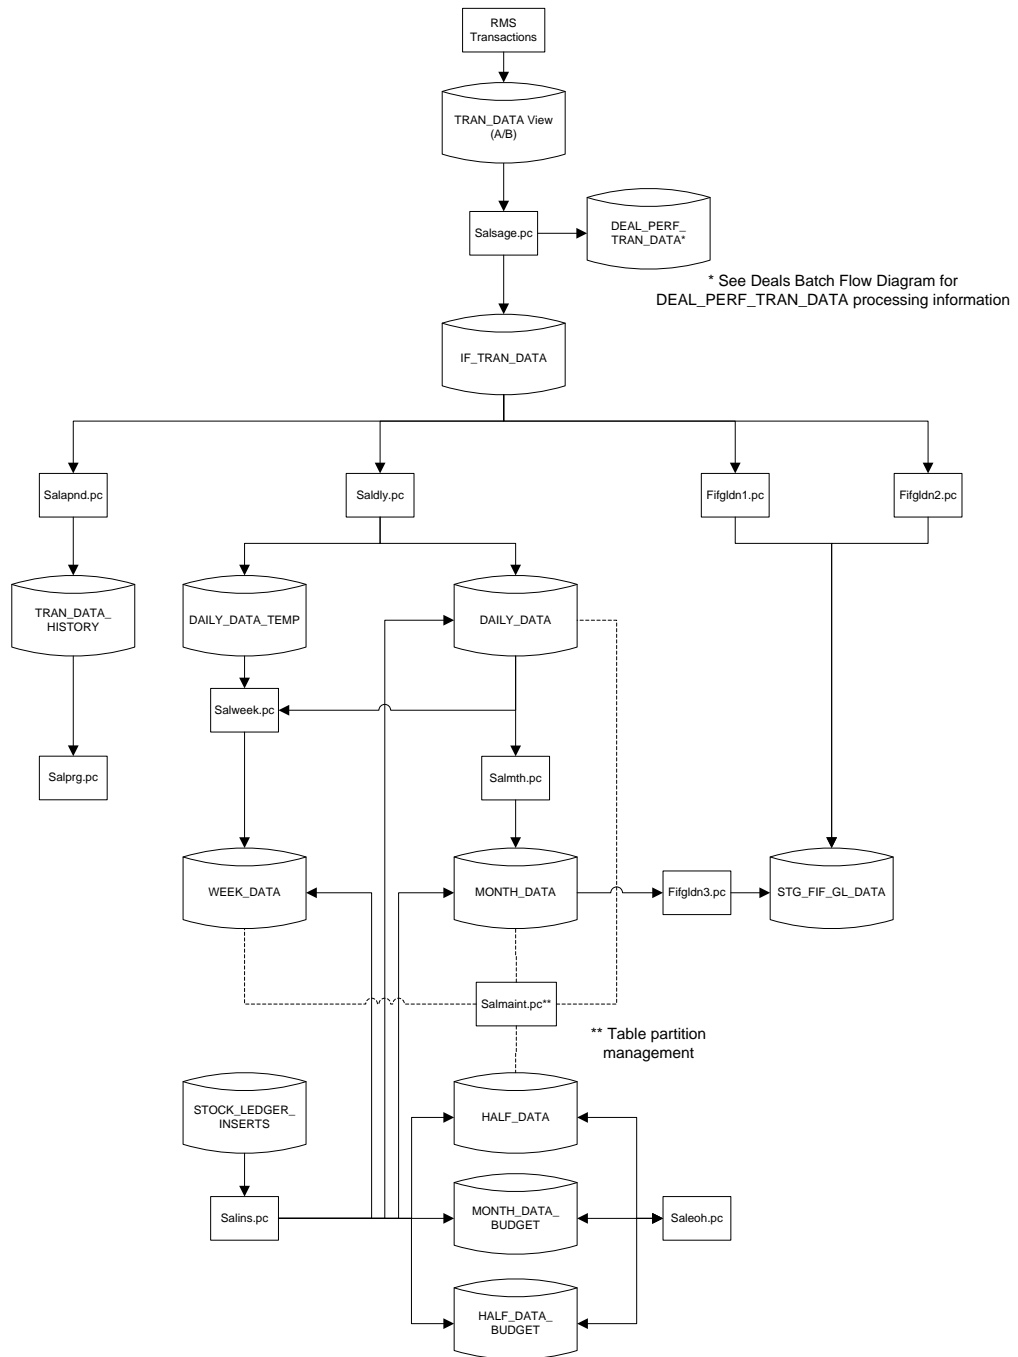 RMS
Transactions
TRAN_DATA View
(A/B)
Salsage.pc
DEAL_PERF_
TRAN_DATA*
* See Deals Batch Flow Diagram for
DEAL_PERF_TRAN_DATA processing information
IF_TRAN_DATA
Salapnd.pc
Saldly.pc
Fifgldn1.pc
Fifgldn2.pc
TRAN_DATA_
HISTORY
DAILY_DATA_TEMP
DAILY_DATA
Salweek.pc
Salprg.pc
Salmth.pc
WEEK_DATA
MONTH_DATA
Fifgldn3.pc
STG_FIF_GL_DATA
Salmaint.pc**
** Table partition
management
STOCK_LEDGER_
INSERTS
HALF_DATA
Salins.pc
MONTH_DATA_
BUDGET
Saleoh.pc
HALF_DATA_
BUDGET